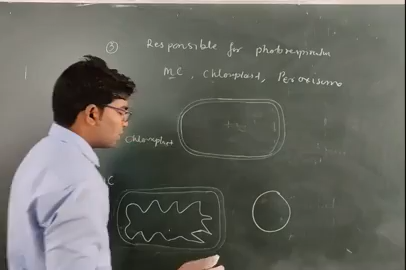 ③ Responsible for photorespiration
MC, Chloroplast, Peroxisome
Chloroplast
C